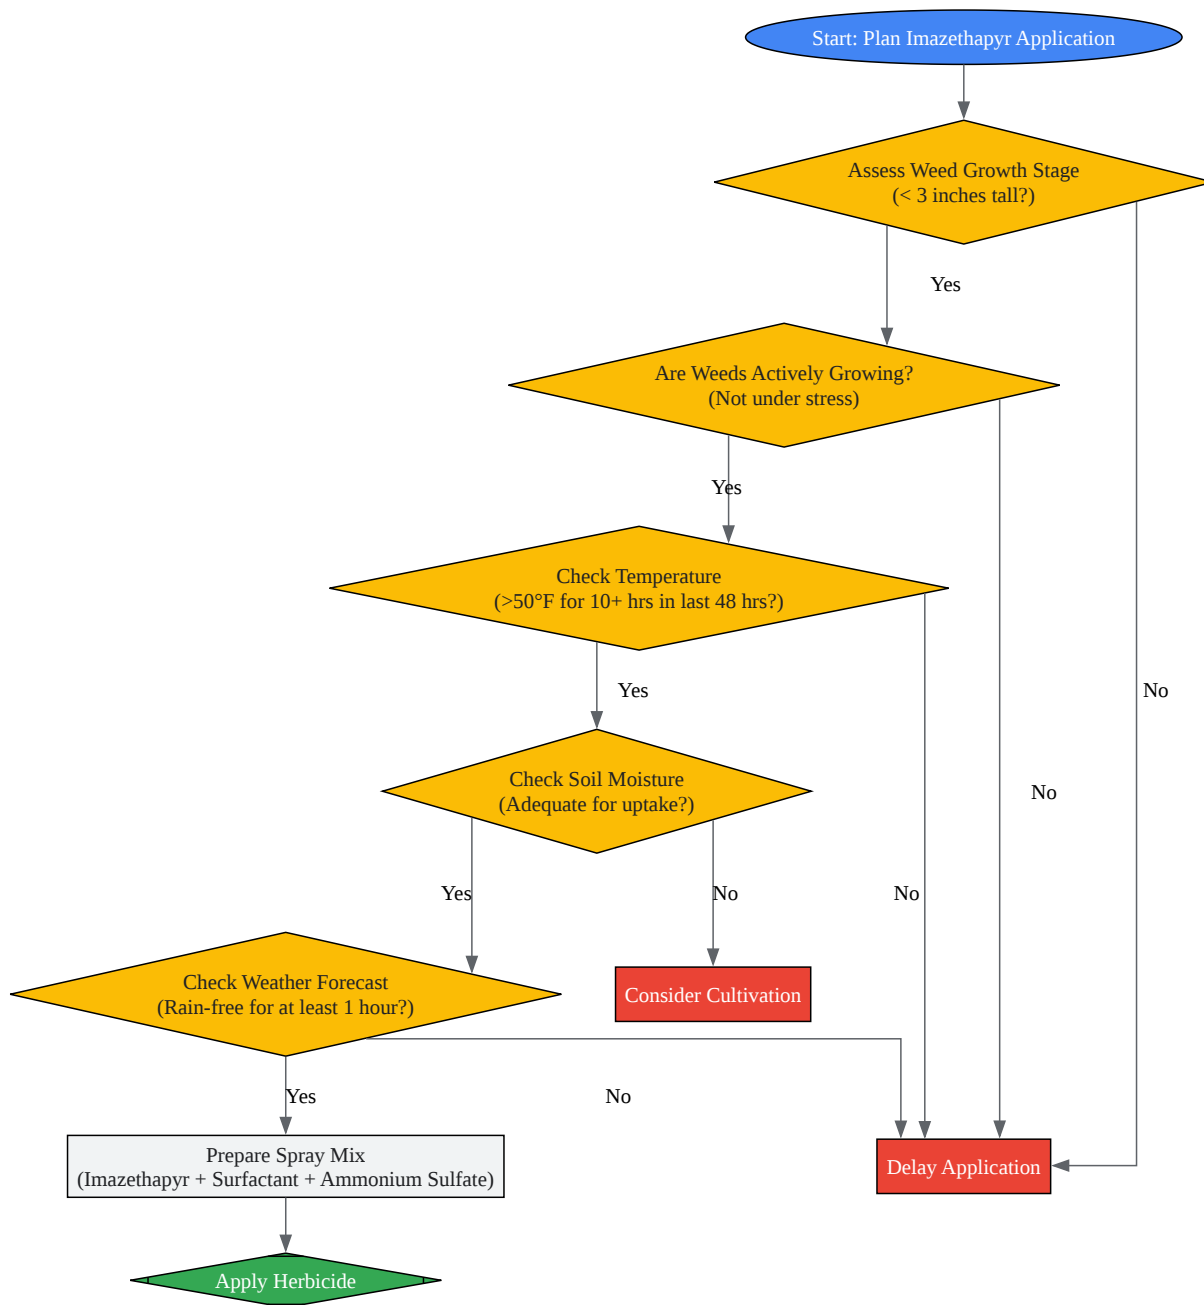 Start: Plan Imazethapyr Application
Assess Weed Growth Stage
(< 3 inches tall?)
Yes
Are Weeds Actively Growing?
(Not under stress)
Yes
Check Temperature
(>50°F for 10+ hrs in last 48 hrs?)
Yes
No
Check Soil Moisture
(Adequate for uptake?)
No
Yes
No
No
Check Weather Forecast
(Rain-free for at least 1 hour?)
Consider Cultivation
Yes
No
Prepare Spray Mix
(Imazethapyr + Surfactant + Ammonium Sulfate)
Delay Application
Apply Herbicide